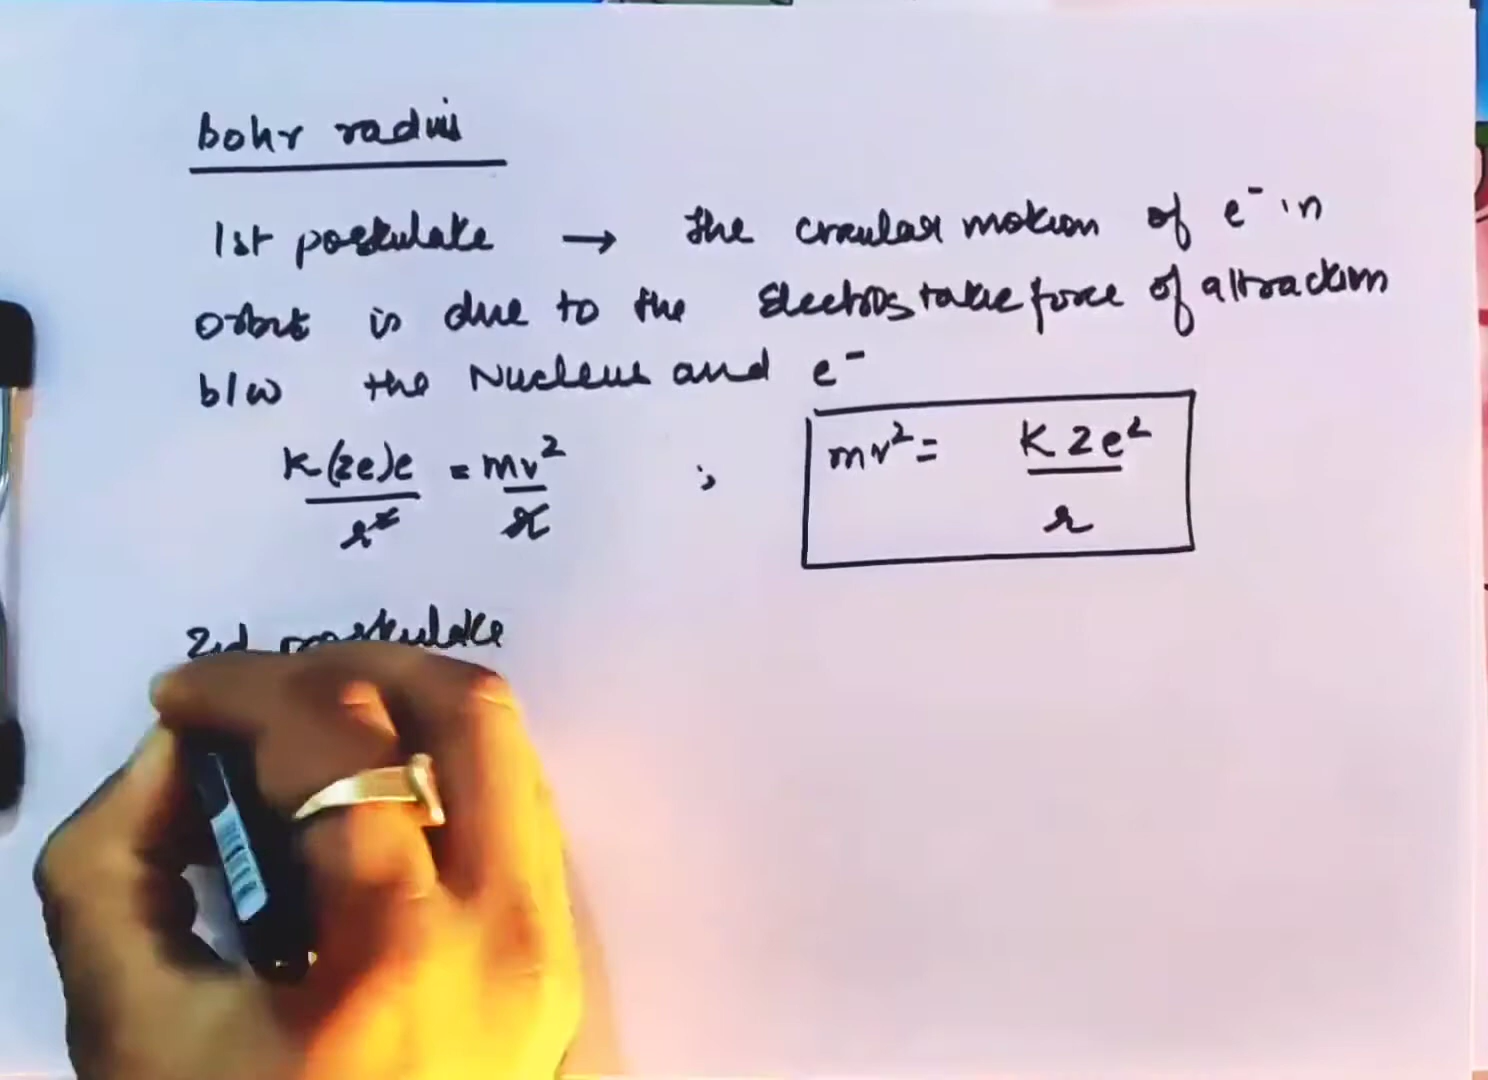 bohr radius
1st postulate → The circular motion of e⁻ in
orbit is due to the Electrostatic force of attraction
b/w the Nucleus and e⁻
K(ze)e/r² = mv²/r ; mv² = KZe²/r
2nd postulate